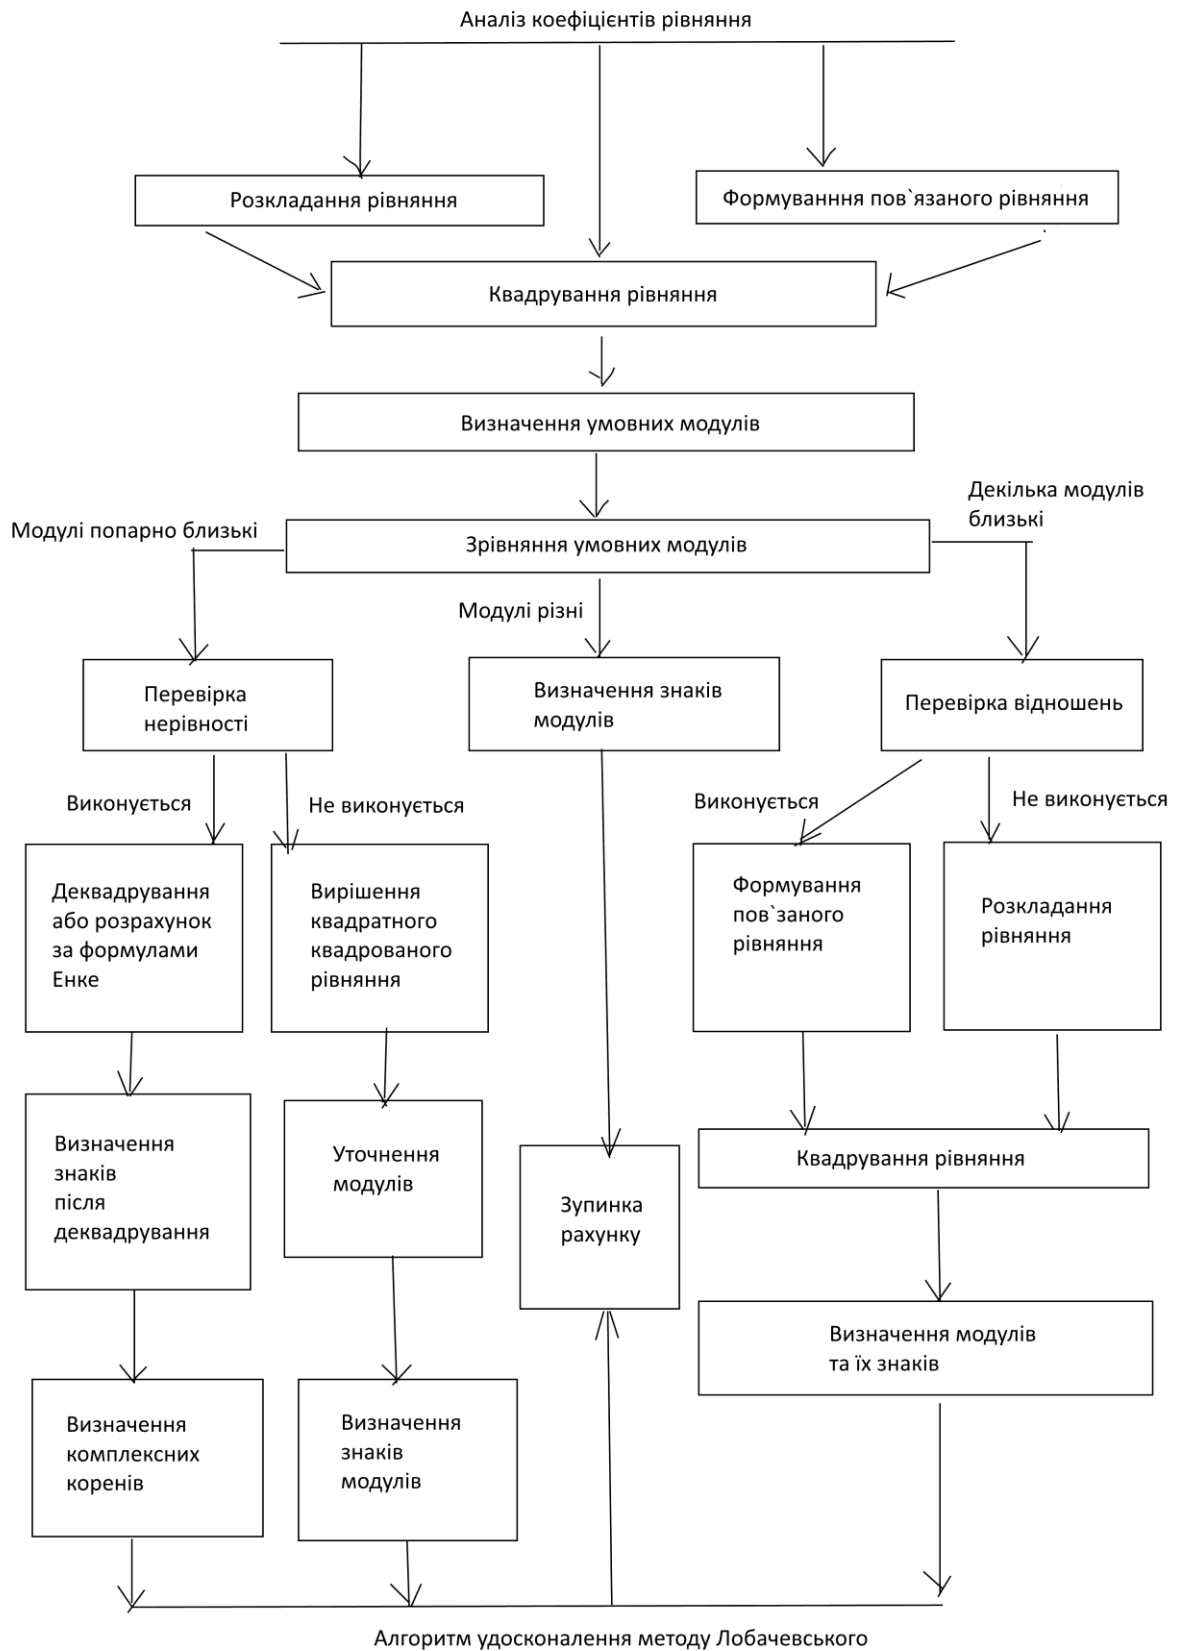 Аналіз коефіцієнтів рівняння
Розкладання рівняння
Формуванння пов`язаного рівняння
Квадрування рівняння
Визначення умовних модулів
Модулі попарно близькі
Зрівняння умовних модулів
Декілька модулів
близькі
Модулі різні
Перевірка
нерівності
Визначення знаків
модулів
Перевірка відношень
Виконується
Не виконується
Виконується
Не виконується
Деквадрування
або розрахунок
за формулами
Енке
Вирішення
квадратного
квадрованого
рівняння
Формування
пов`заного
рівняння
Розкладання
рівняння
Визначення
знаків
після
деквадрування
Уточнення
модулів
Зупинка
рахунку
Квадрування рівняння
Визначення модулів
та їх знаків
Визначення
комплексних
коренів
Визначення
знаків
модулів
Алгоритм удосконалення методу Лобачевського